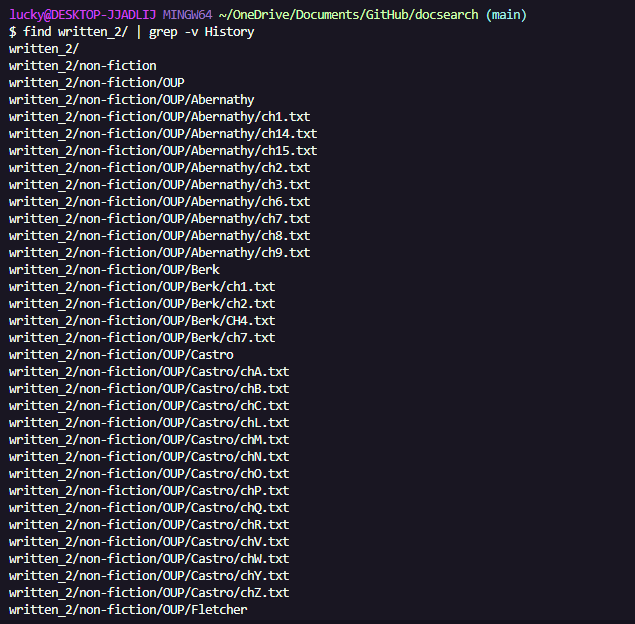 lucky@DESKTOP-JJADLIJ MINGW64 ~/OneDrive/Documents/GitHub/docsearch (main)
$ find written_2/ | grep -v History
written_2/
written_2/non-fiction
written_2/non-fiction/OUP
written_2/non-fiction/OUP/Abernathy
written_2/non-fiction/OUP/Abernathy/ch1.txt
written_2/non-fiction/OUP/Abernathy/ch14.txt
written_2/non-fiction/OUP/Abernathy/ch15.txt
written_2/non-fiction/OUP/Abernathy/ch2.txt
written_2/non-fiction/OUP/Abernathy/ch3.txt
written_2/non-fiction/OUP/Abernathy/ch6.txt
written_2/non-fiction/OUP/Abernathy/ch7.txt
written_2/non-fiction/OUP/Abernathy/ch8.txt
written_2/non-fiction/OUP/Abernathy/ch9.txt
written_2/non-fiction/OUP/Berk
written_2/non-fiction/OUP/Berk/ch1.txt
written_2/non-fiction/OUP/Berk/ch2.txt
written_2/non-fiction/OUP/Berk/CH4.txt
written_2/non-fiction/OUP/Berk/ch7.txt
written_2/non-fiction/OUP/Castro
written_2/non-fiction/OUP/Castro/chA.txt
written_2/non-fiction/OUP/Castro/chB.txt
written_2/non-fiction/OUP/Castro/chC.txt
written_2/non-fiction/OUP/Castro/chL.txt
written_2/non-fiction/OUP/Castro/chM.txt
written_2/non-fiction/OUP/Castro/chN.txt
written_2/non-fiction/OUP/Castro/chO.txt
written_2/non-fiction/OUP/Castro/chP.txt
written_2/non-fiction/OUP/Castro/chQ.txt
written_2/non-fiction/OUP/Castro/chR.txt
written_2/non-fiction/OUP/Castro/chV.txt
written_2/non-fiction/OUP/Castro/chW.txt
written_2/non-fiction/OUP/Castro/chY.txt
written_2/non-fiction/OUP/Castro/chZ.txt
written_2/non-fiction/OUP/Fletcher